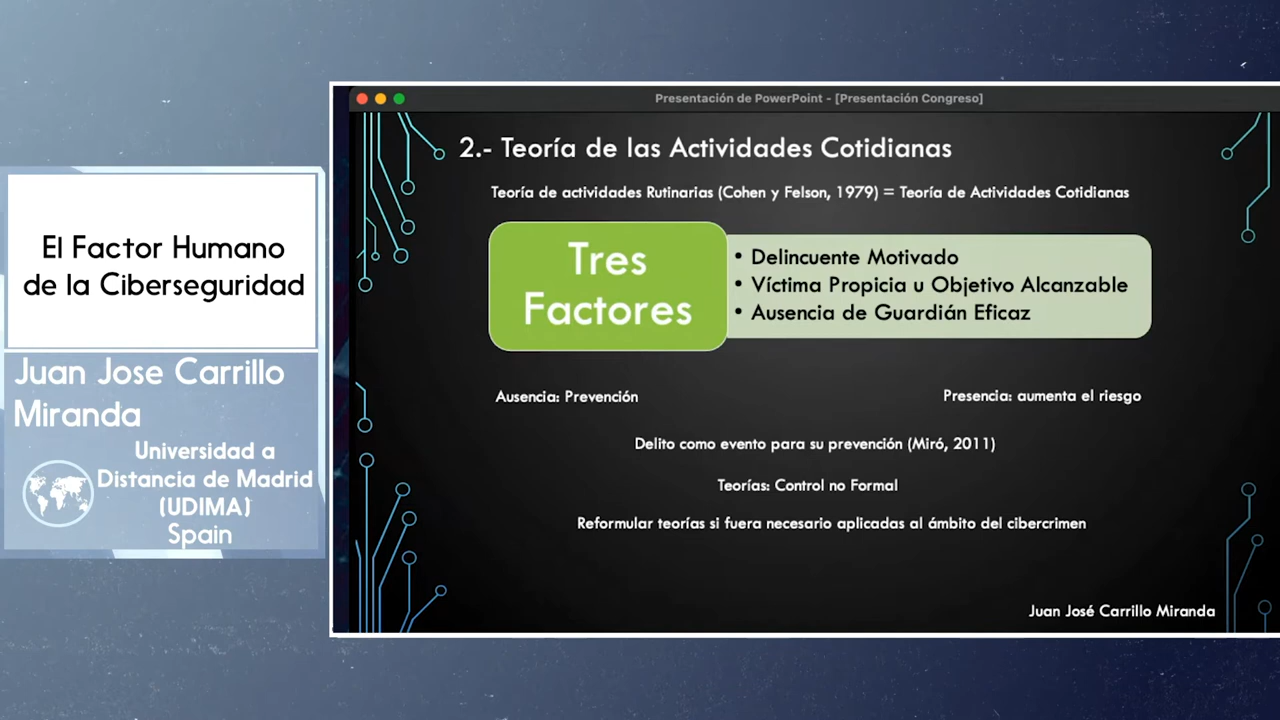 El Factor Humano
de la Ciberseguridad
Juan Jose Carrillo
Miranda
Universidad a
Distancia de Madrid
(UDIMA)
Spain
Presentación de PowerPoint - [Presentación Congreso]
2.- Teoría de las Actividades Cotidianas
Teoría de actividades Rutinarias (Cohen y Felson, 1979) = Teoría de Actividades Cotidianas
Tres
Factores
• Delincuente Motivado
• Víctima Propicia u Objetivo Alcanzable
• Ausencia de Guardián Eficaz
Ausencia: Prevención
Presencia: aumenta el riesgo
Delito como evento para su prevención (Miró, 2011)
Teorías: Control no Formal
Reformular teorías si fuera necesario aplicadas al ámbito del cibercrimen
Juan José Carrillo Miranda